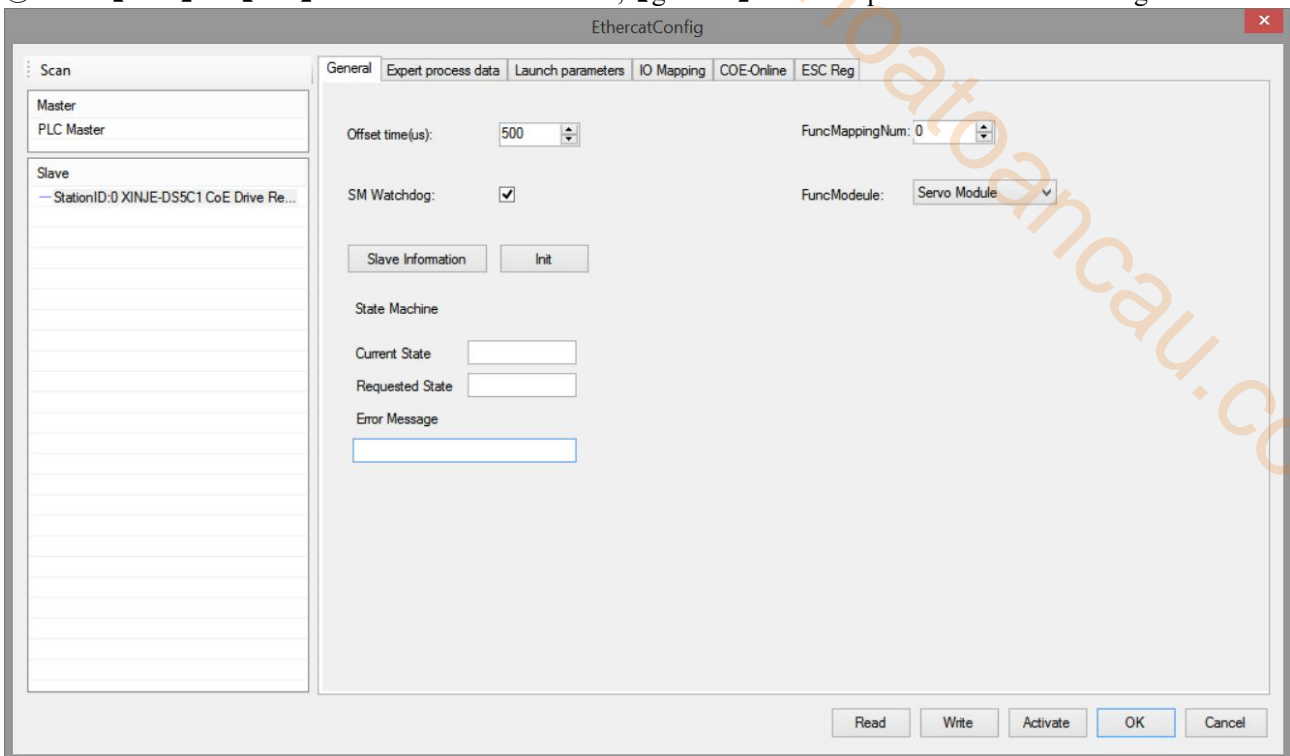 EthercatConfig
Scan
General Expert process data Launch parameters IO Mapping COE-Online ESC Reg
Master
PLC Master
Offset time(us): 500
FuncMappingNum: 0
Slave
StationID:0 XINJE-DS5C1 CoE Drive Re...
SM Watchdog:
FuncModeule: Servo Module
Slave Information Init
State Machine
Current State
Requested State
Error Message
Read Write Activate OK Cancel
oatoancau.co